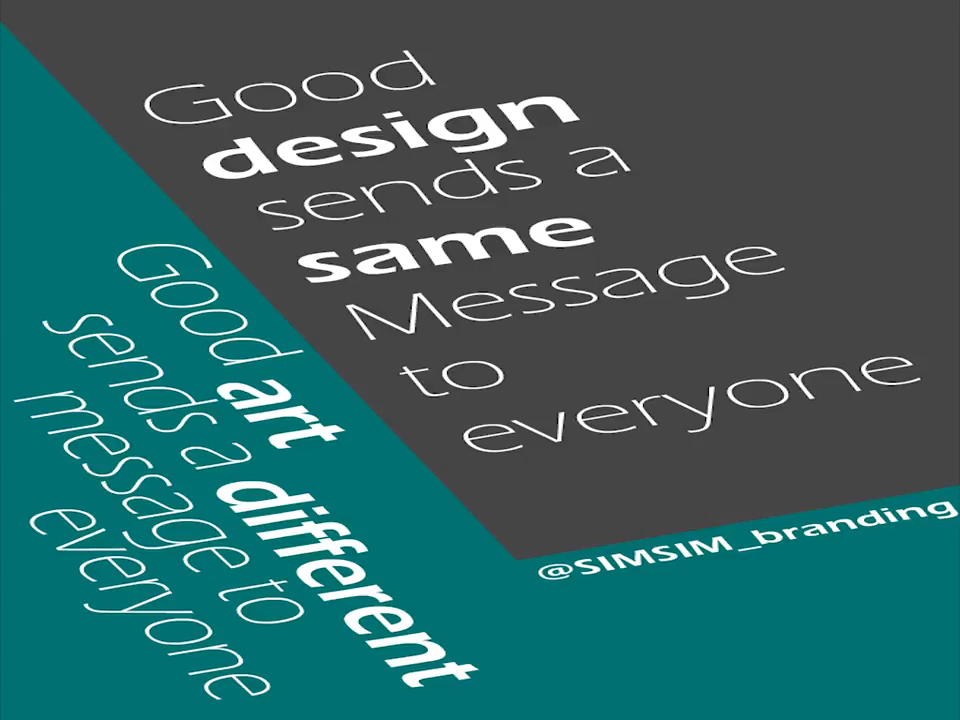 Good
design
sends a
same
Message
to
everyone
Good art
sends a different
message to
everyone
@SIMSIM_branding